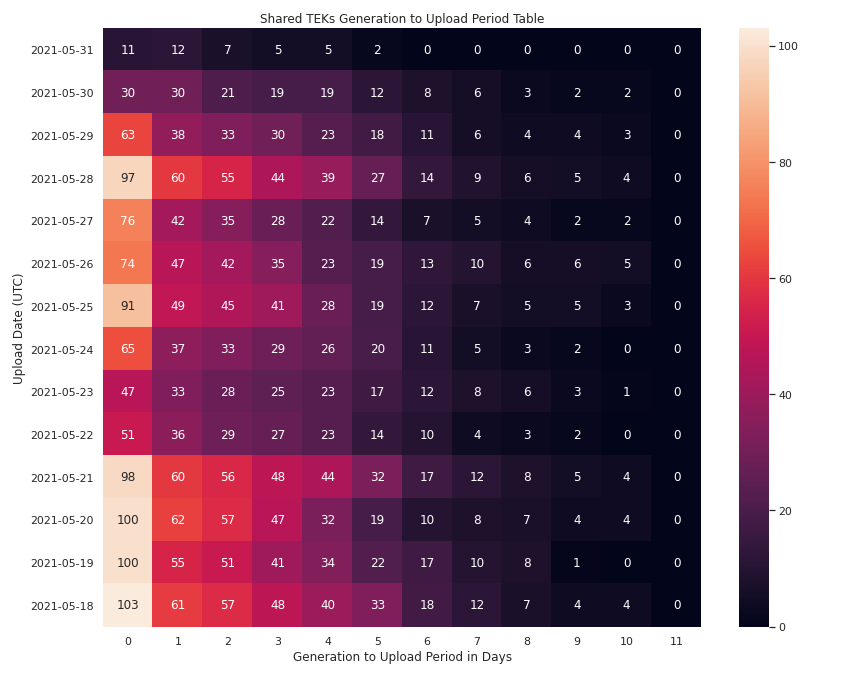 Shared TEKs Generation to Upload Period Table
2021-05-31 11 12 7 5 5 2 0 0 0 0 0 0
2021-05-30 30 30 21 19 19 12 8 6 3 2 2 0
2021-05-29 63 38 33 30 23 18 11 6 4 4 3 0
2021-05-28 97 60 55 44 39 27 14 9 6 5 4 0
2021-05-27 76 42 35 28 22 14 7 5 4 2 2 0
2021-05-26 74 47 42 35 23 19 13 10 6 6 5 0
2021-05-25 91 49 45 41 28 19 12 7 5 5 3 0
2021-05-24 65 37 33 29 26 20 11 5 3 2 0 0
2021-05-23 47 33 28 25 23 17 12 8 6 3 1 0
2021-05-22 51 36 29 27 23 14 10 4 3 2 0 0
2021-05-21 98 60 56 48 44 32 17 12 8 5 4 0
2021-05-20 100 62 57 47 32 19 10 8 7 4 4 0
2021-05-19 100 55 51 41 34 22 17 10 8 1 0 0
2021-05-18 103 61 57 48 40 33 18 12 7 4 4 0
0 1 2 3 4 5 6 7 8 9 10 11
Generation to Upload Period in Days
Upload Date (UTC)
100
80
60
40
20
0